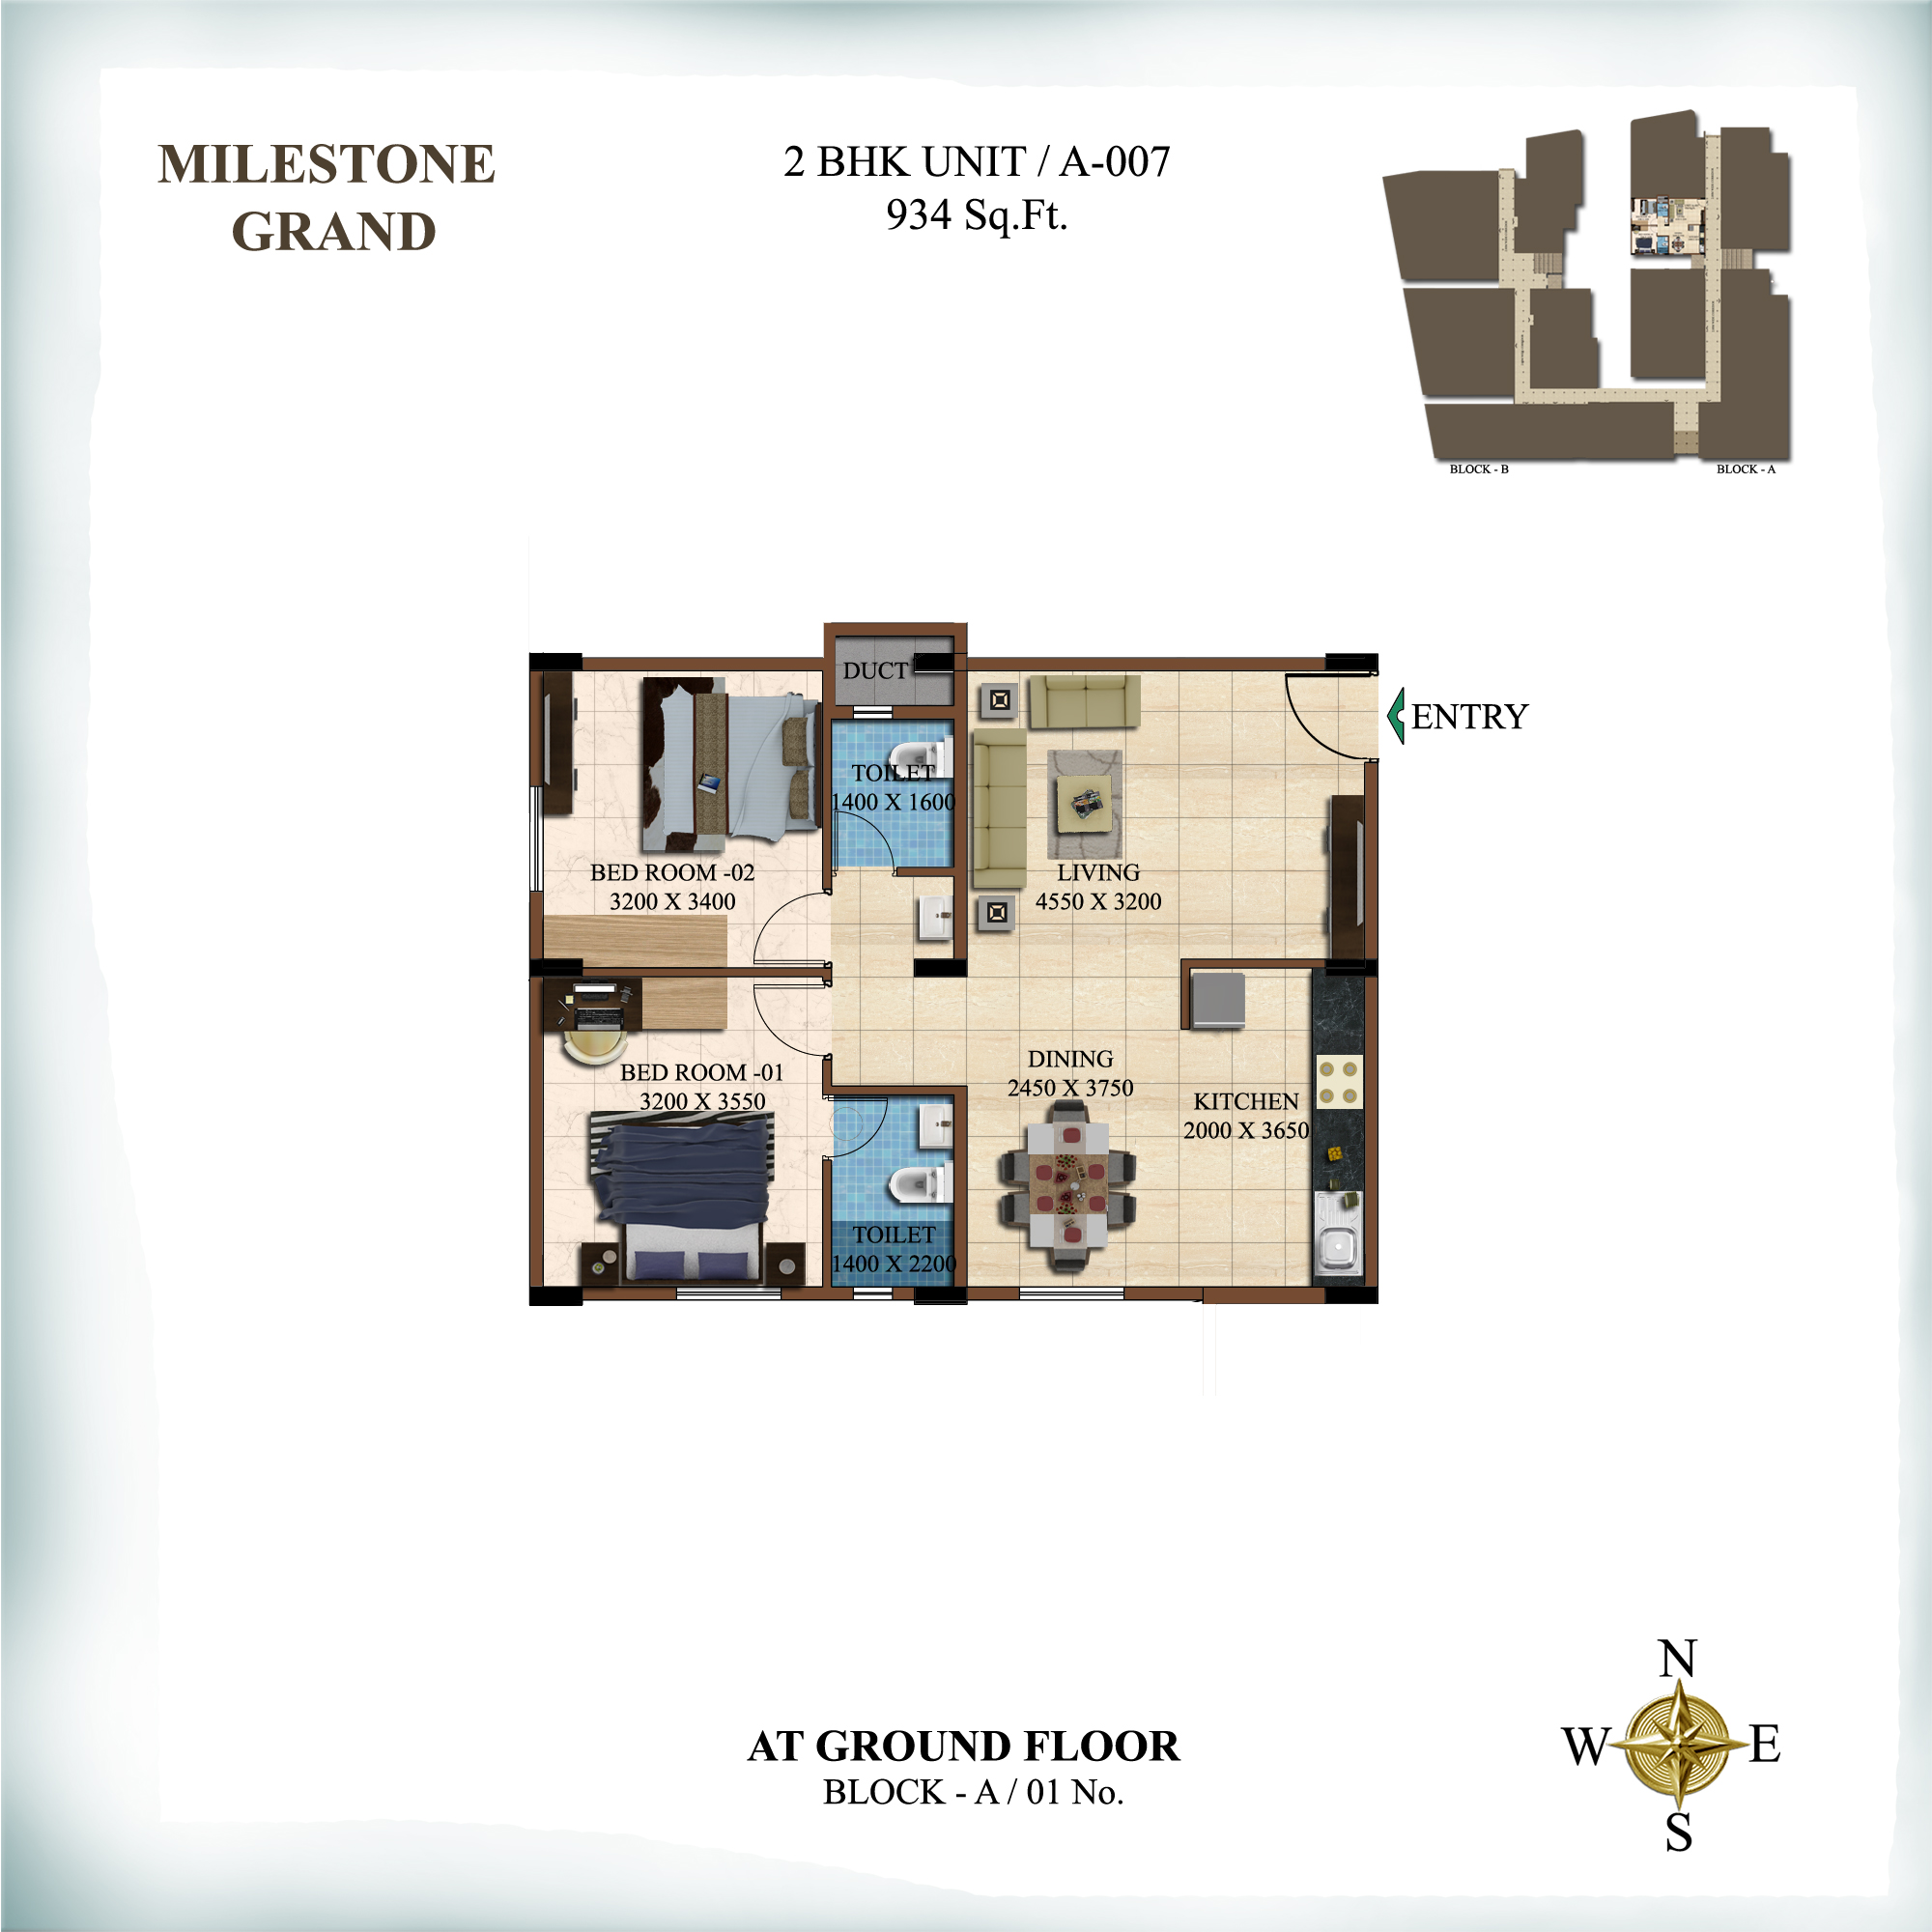 MILESTONE
GRAND
2 BHK UNIT / A-007
934 Sq.Ft.
BLOCK - B
BLOCK - A
DUCT
ENTRY
TOILET
1400 X 1600
BED ROOM -02
3200 X 3400
LIVING
4550 X 3200
BED ROOM -01
3200 X 3550
DINING
2450 X 3750
KITCHEN
2000 X 3650
TOILET
1400 X 2200
AT GROUND FLOOR
BLOCK - A / 01 No.
N
W
E
S